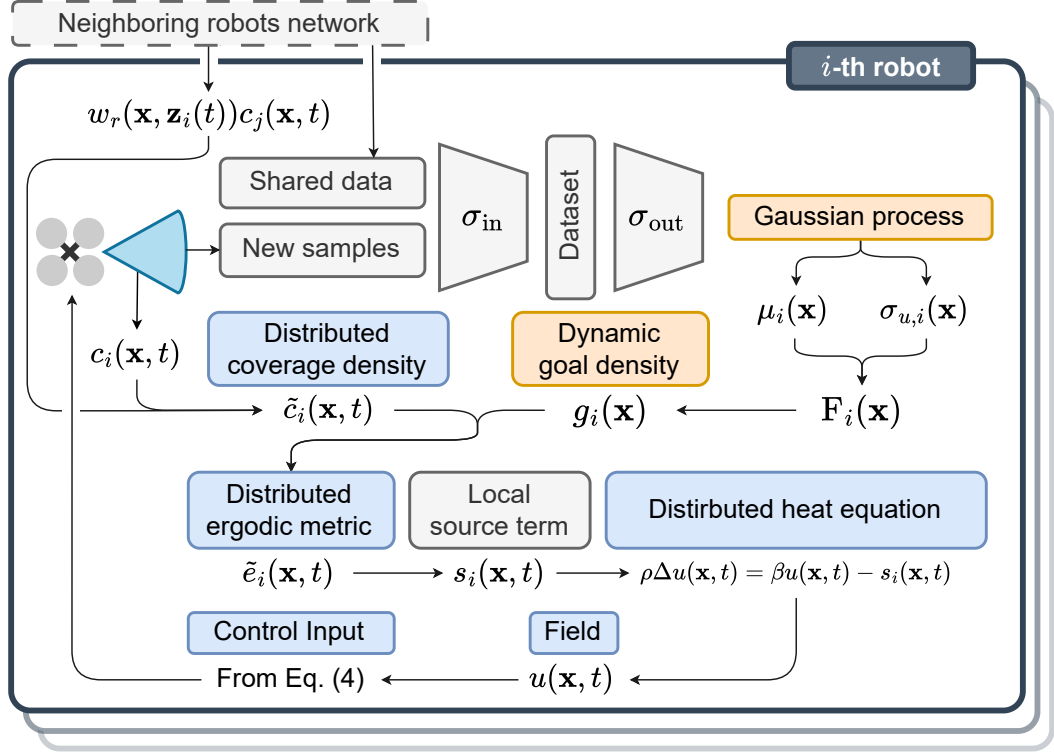 Neighboring robots network
i-th robot
w_r(x, z_i(t))c_j(x, t)
Shared data
New samples
σ_in
Dataset
σ_out
Gaussian process
μ_i(x)
σ_{u,i}(x)
c_i(x, t)
Distributed
coverage density
Dynamic
goal density
c̃_i(x, t)
g_i(x)
F_i(x)
Distributed
ergodic metric
Local
source term
Distirbuted heat equation
ẽ_i(x, t)
s_i(x, t)
ρΔu(x, t) = βu(x, t) − s_i(x, t)
Control Input
Field
From Eq. (4)
u(x, t)